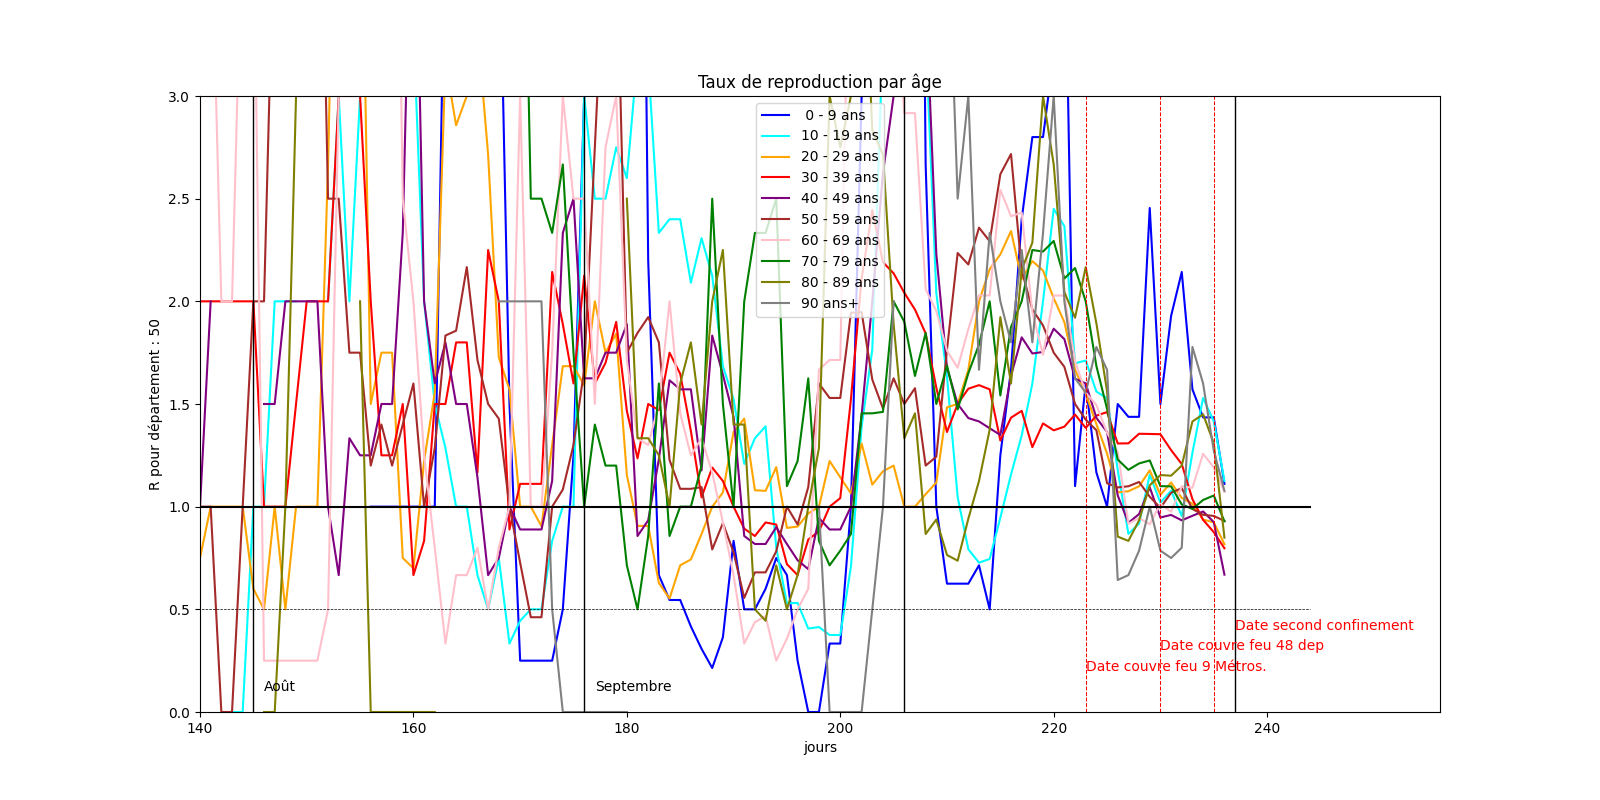 Taux de reproduction par âge
R pour département : 50
3.0
2.5
2.0
1.5
1.0
0.5
0.0
0 - 9 ans
10 - 19 ans
20 - 29 ans
30 - 39 ans
40 - 49 ans
50 - 59 ans
60 - 69 ans
70 - 79 ans
80 - 89 ans
90 ans+
Date second confinement
Date couvre feu 48 dep
Date couvre feu 9 Métros.
Août
Septembre
140
160
180
200
220
240
jours